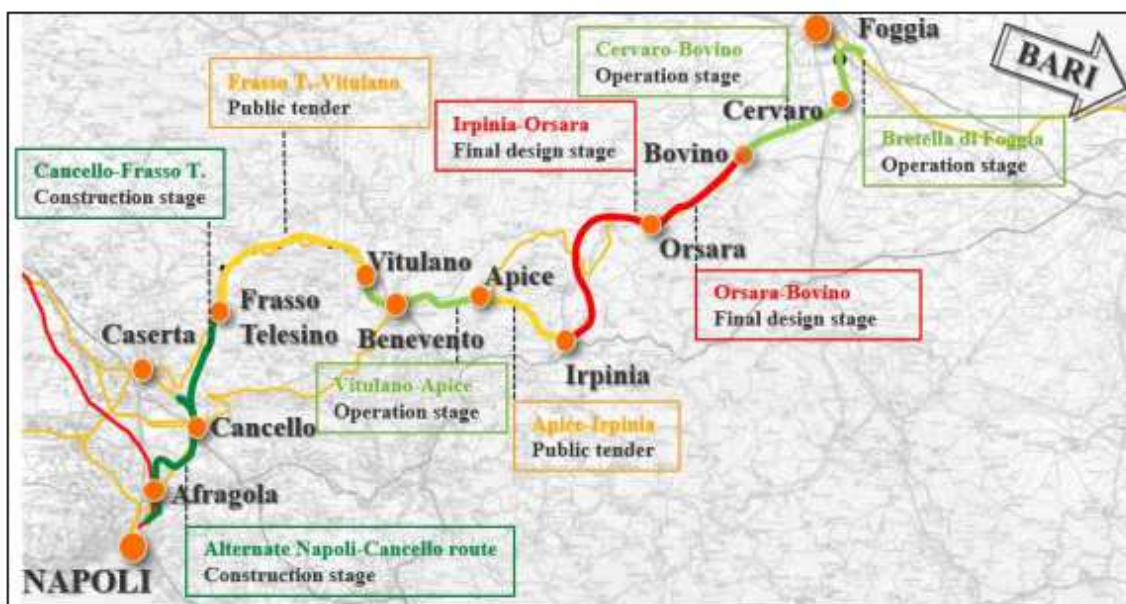 Foggia
BARI
Cervaro-Bovino
Operation stage
Frasso T.-Vitulano
Public tender
Cervaro
Irpinia-Orsara
Final design stage
Bovino
Bretella di Foggia
Operation stage
Cancello-Frasso T.
Construction stage
Orsara
Vitulano
Apice
Orsara-Bovino
Final design stage
Frasso
Telesino
Caserta
Benevento
Irpinia
Vitulano-Apice
Operation stage
Apice-Irpinia
Public tender
Cancello
Afragola
Alternate Napoli-Cancello route
Construction stage
NAPOLI